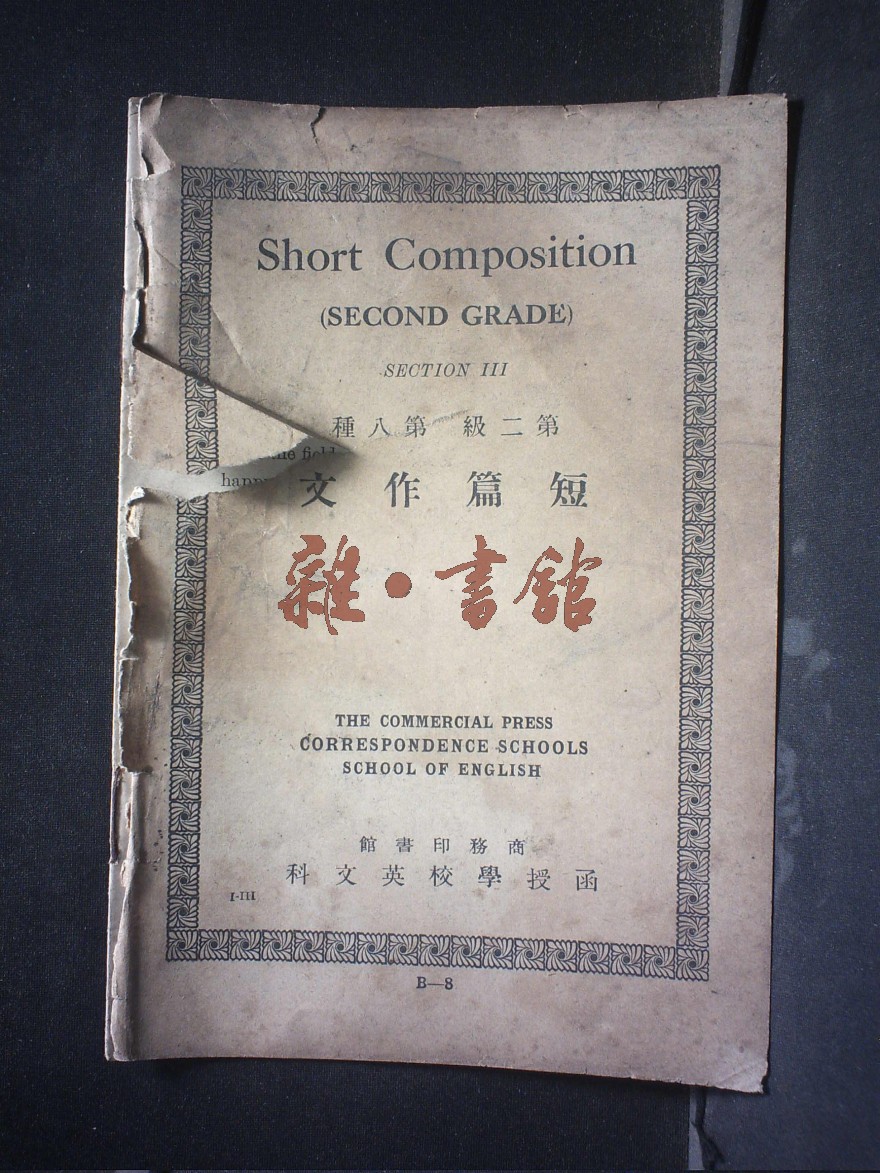 Short Composition
(SECOND GRADE)
SECTION III
第二級 第八種
the field
短篇作文
雜·書館
THE COMMERCIAL PRESS
CORRESPONDENCE SCHOOLS
SCHOOL OF ENGLISH
商務印書館
函授學校英文科
I-III
B—8